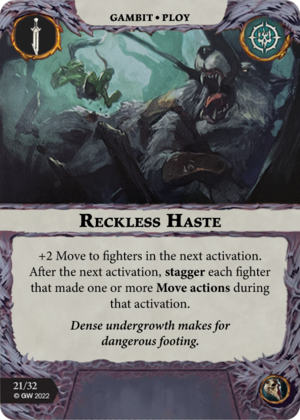 GAMBIT • PLOY
RECKLESS HASTE
+2 Move to fighters in the next activation.
After the next activation, stagger each fighter
that made one or more Move actions during
that activation.
Dense undergrowth makes for
dangerous footing.
21/32
© GW 2022